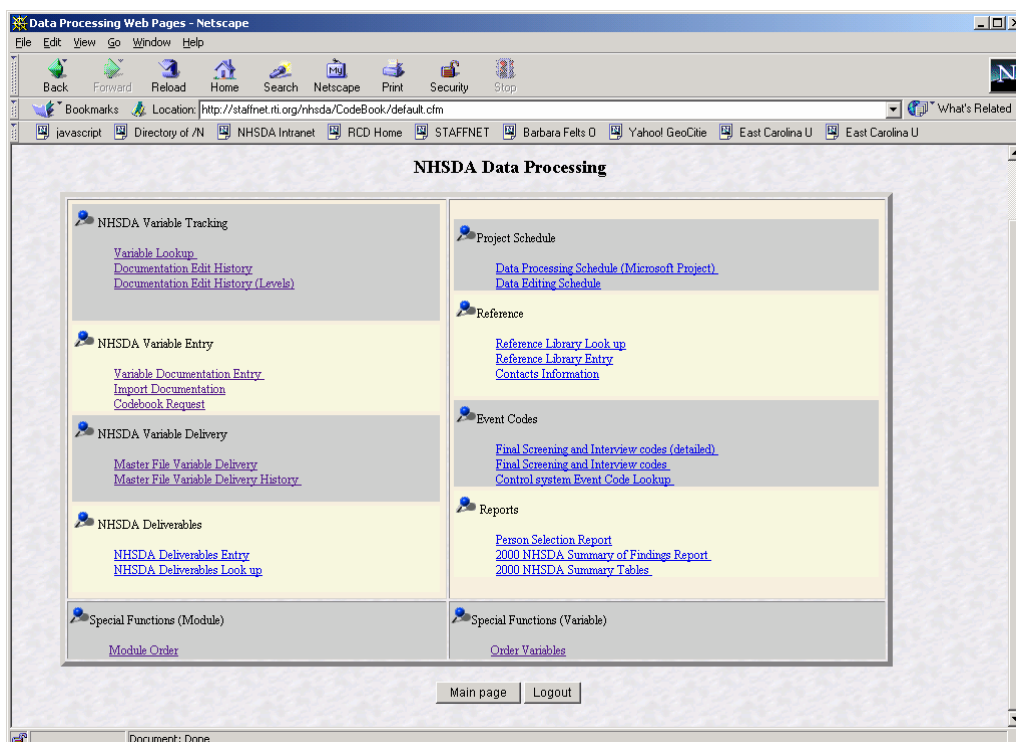 Data Processing Web Pages - Netscape
File Edit View Go Window Help
Back Forward Reload Home Search Netscape Print Security Stop
N
Bookmarks Location: http://staffnet.rti.org/nhsda/CodeBook/default.cfm What's Related
javascript Directory of /N NHSDA Intranet RCD Home STAFFNET Barbara Felts O Yahoo! GeoCitie East Carolina U East Carolina U
NHSDA Data Processing
NHSDA Variable Tracking
Variable Lookup
Documentation Edit History
Documentation Edit History (Levels)
NHSDA Variable Entry
Variable Documentation Entry
Import Documentation
Codebook Request
NHSDA Variable Delivery
Master File Variable Delivery
Master File Variable Delivery History
NHSDA Deliverables
NHSDA Deliverables Entry
NHSDA Deliverables Look up
Project Schedule
Data Processing Schedule (Microsoft Project)
Data Editing Schedule
Reference
Reference Library Look up
Reference Library Entry
Contacts Information
Event Codes
Final Screening and Interview codes (detailed)
Final Screening and Interview codes
Control system Event Code Lookup
Reports
Person Selection Report
2000 NHSDA Summary of Findings Report
2000 NHSDA Summary Tables
Special Functions (Module)
Module Order
Special Functions (Variable)
Order Variables
Main page Logout
Document: Done